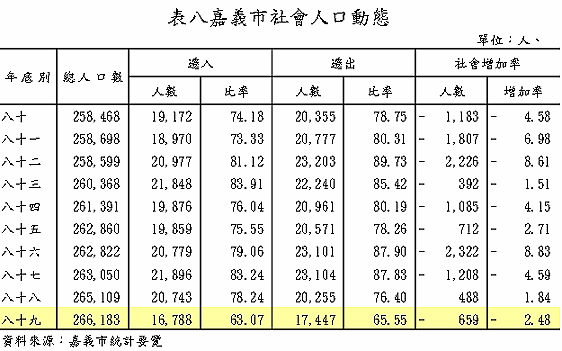 表八嘉義市社會人口動態
單位：人、
年底別 總人口數 遷入 遷出 社會增加率
人數 比率 人數 比率 人數 增加率
八十 258,468 19,172 74.18 20,355 78.75 - 1,183 - 4.58
八十一 258,698 18,970 73.33 20,777 80.31 - 1,807 - 6.98
八十二 258,599 20,977 81.12 23,203 89.73 - 2,226 - 8.61
八十三 260,368 21,848 83.91 22,240 85.42 - 392 - 1.51
八十四 261,391 19,876 76.04 20,961 80.19 - 1,085 - 4.15
八十五 262,860 19,859 75.55 20,571 78.26 - 712 - 2.71
八十六 262,822 20,779 79.06 23,101 87.90 - 2,322 - 8.83
八十七 263,050 21,896 83.24 23,104 87.83 - 1,208 - 4.59
八十八 265,109 20,743 78.24 20,255 76.40 488 1.84
八十九 266,183 16,788 63.07 17,447 65.55 - 659 - 2.48
資料來源：嘉義市統計要覽